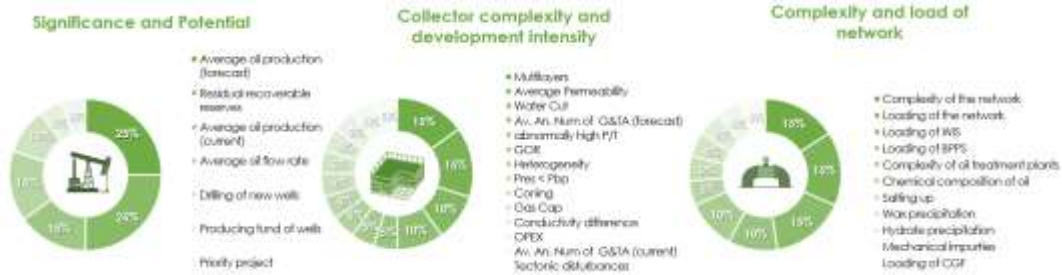 Significance and Potential
25%
24%
• Average oil production
(forecast)
• Residual recoverable
reserves
• Average oil production
(current)
• Average oil flow rate
Drilling of new wells
Producing fund of wells
Priority project
Collector complexity and
development intensity
10%
10%
• Multilayers
• Average Permeability
• Water Cut
• Av. An. Num of G&TA (forecast)
• abnormally high P/T
• GOR
• Heterogeneity
• Pres < Pbp
Coning
Gas Cap
Conductivity difference
OPEX
Av. An. Num of G&TA (current)
Tectonic disturbances
Complexity and load of
network
15%
15%
15%
10%
10%
• Complexity of the network
• Loading of the network
• Loading of WIS
• Loading of BPPS
• Complexity of oil treatment plants
• Chemical composition of oil
• Salting up
Wax precipitation
Hydrate precipitation
Mechanical impurties
Loading of CGF